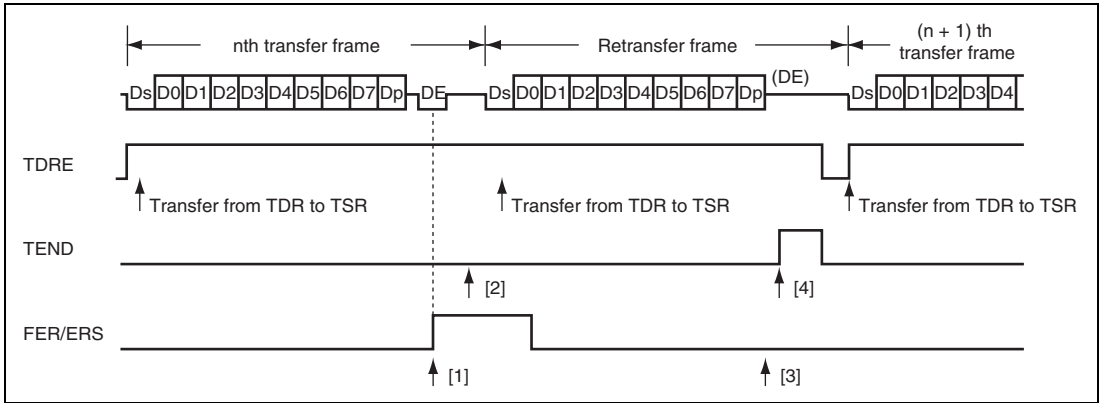 nth transfer frame
Retransfer frame
(n + 1) th
transfer frame
Ds D0 D1 D2 D3 D4 D5 D6 D7 Dp DE Ds D0 D1 D2 D3 D4 D5 D6 D7 Dp (DE) Ds D0 D1 D2 D3 D4
TDRE
Transfer from TDR to TSR Transfer from TDR to TSR Transfer from TDR to TSR
TEND
[2] [4]
FER/ERS
[1] [3]